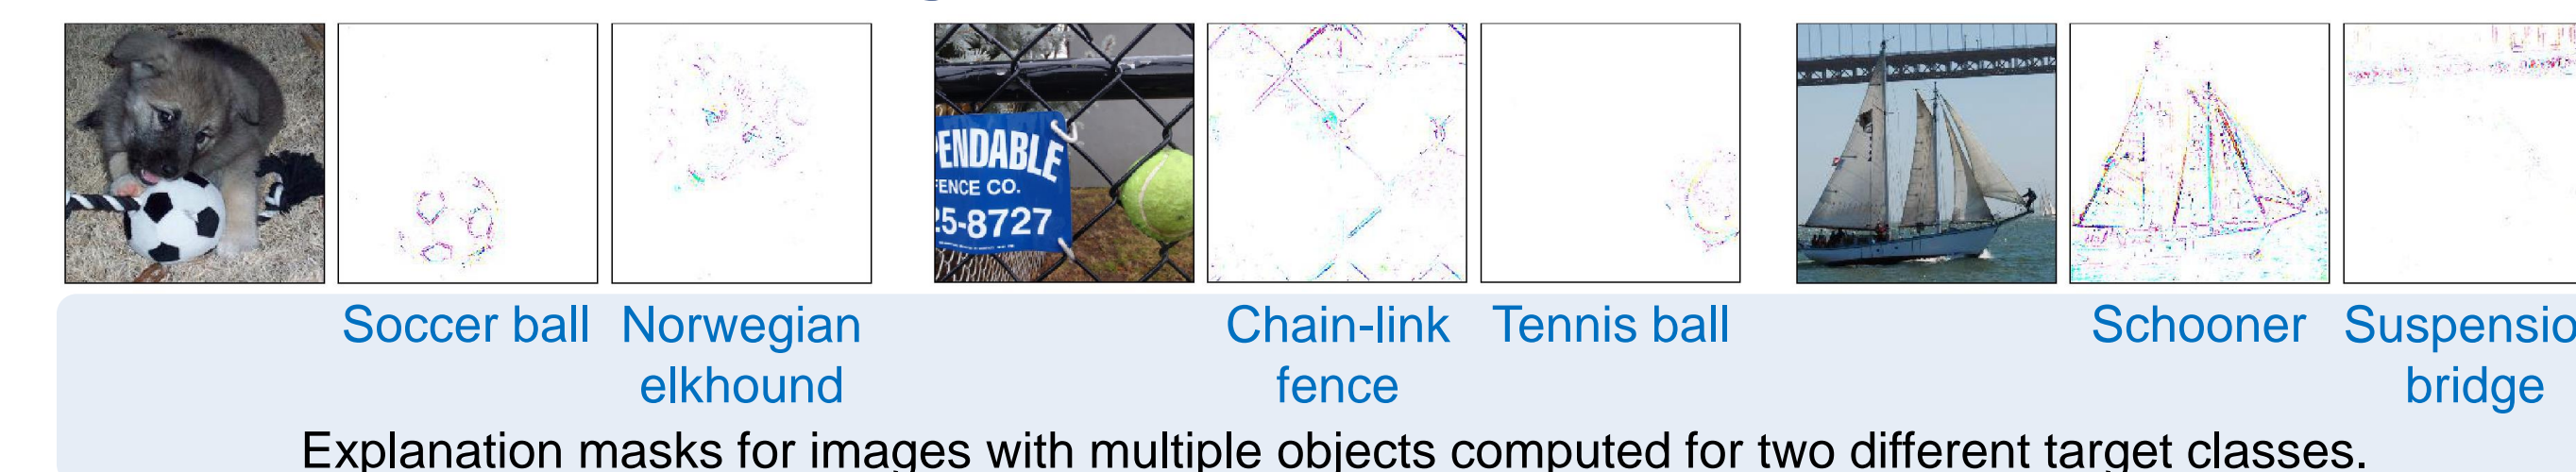 ENDABLE
FENCE CO.
5-8727
Soccer ball
Norwegian
elkhound
Chain-link
fence
Tennis ball
Schooner
Suspensio
bridge
Explanation masks for images with multiple objects computed for two different target classes.